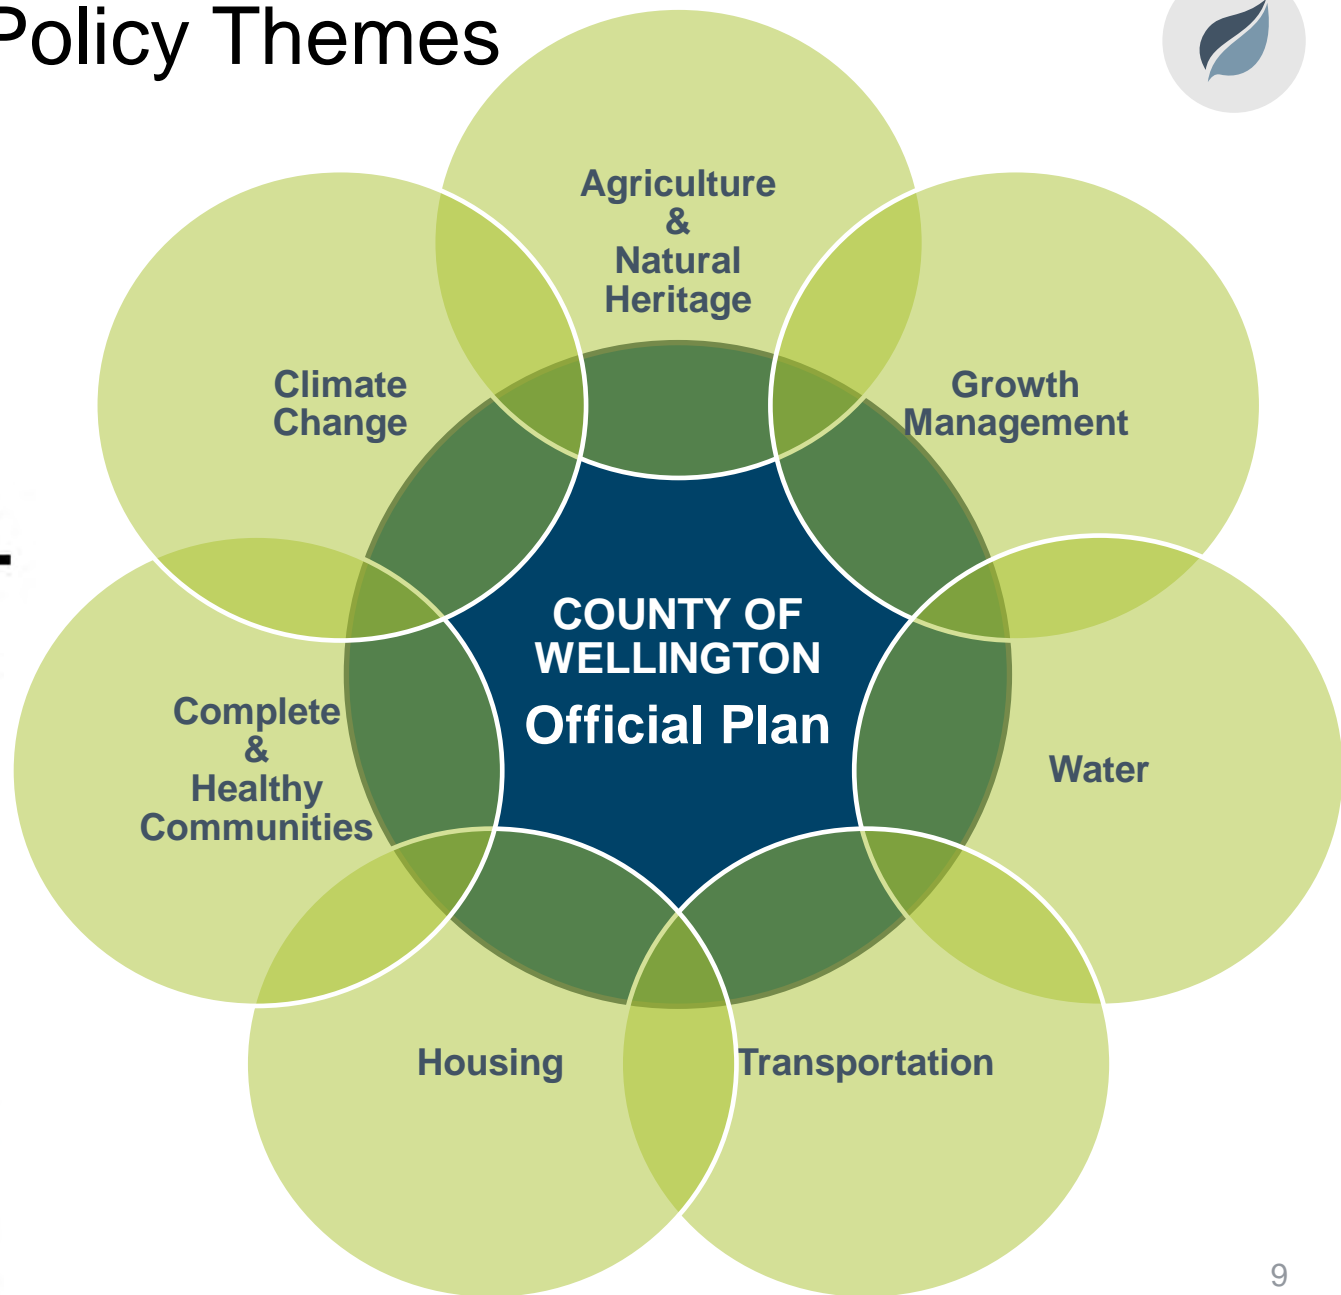 Policy Themes
Agriculture
&
Natural
Heritage
Climate
Change
Growth
Management
COUNTY OF
WELLINGTON
Official Plan
Complete
&
Healthy
Communities
Water
Housing
Transportation
9